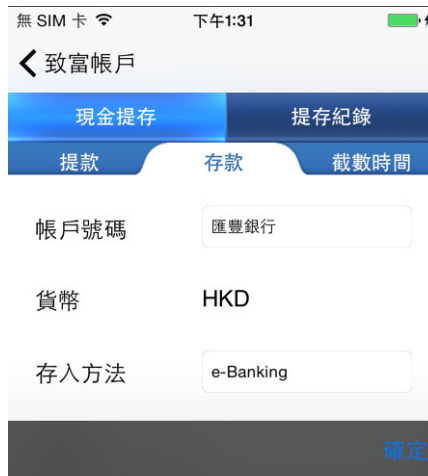 無 SIM 卡 下午1:31
致富帳戶
現金提存 提存紀錄
提款 存款 截數時間
帳戶號碼 匯豐銀行
貨幣 HKD
存入方法 e-Banking
確定